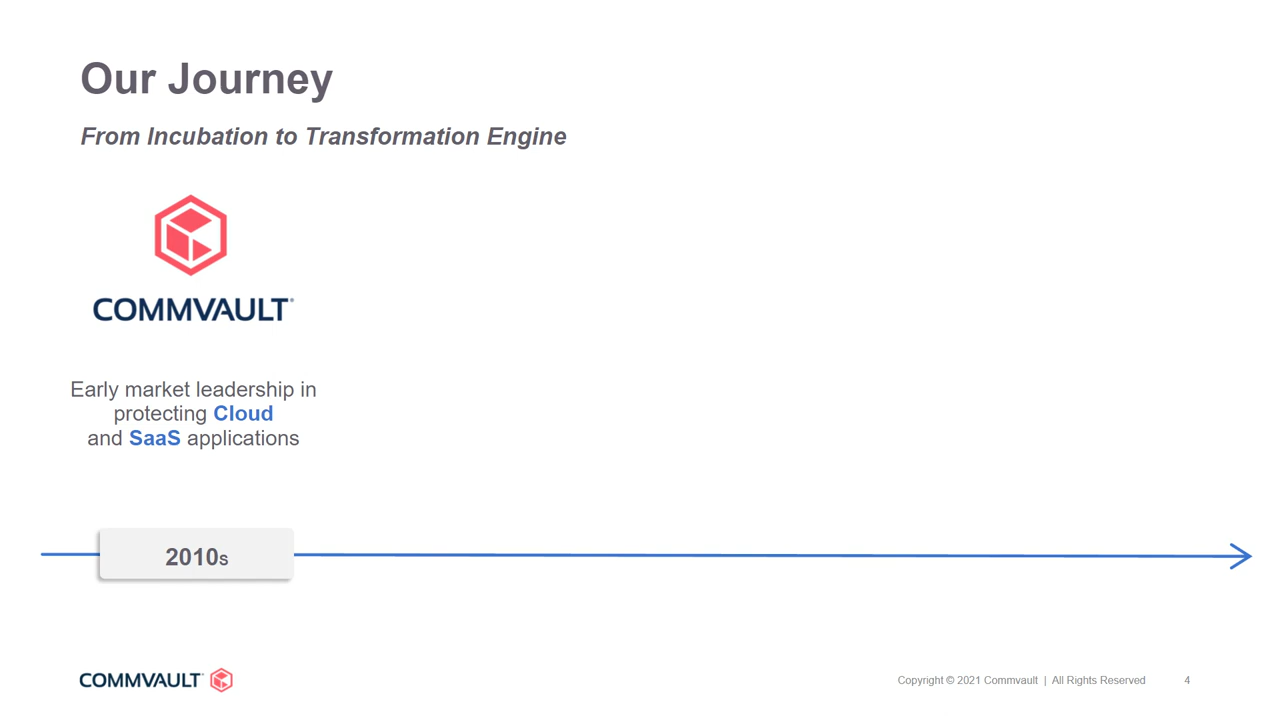 Our Journey
From Incubation to Transformation Engine
COMMVAULT
Early market leadership in
protecting Cloud
and SaaS applications
2010s
COMMVAULT
Copyright © 2021 Commvault | All Rights Reserved 4